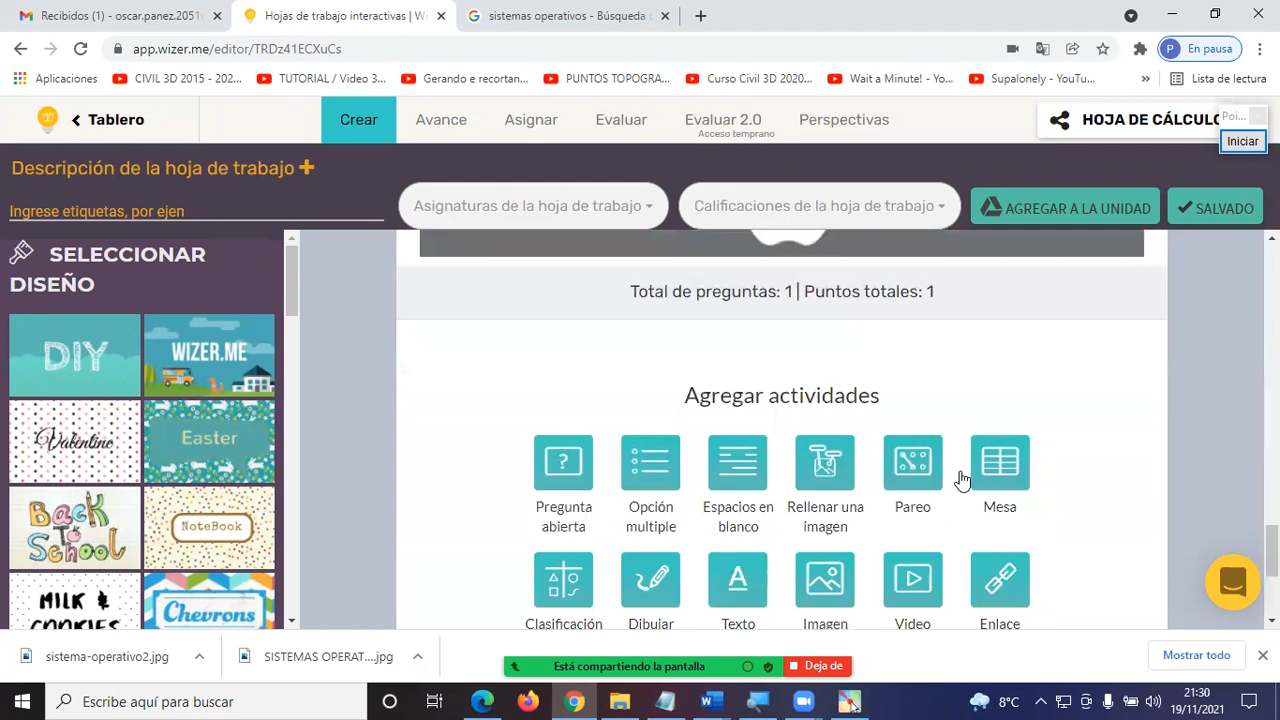 Recibidos (1) - oscar.panez.2051
Hojas de trabajo interactivas | Wi
sistemas operativos - Búsqueda
app.wizer.me/editor/TRDz41ECXuCs
En pausa
Aplicaciones
CIVIL 3D 2015 - 202...
TUTORIAL / Video 3...
Gerando e recortan...
PUNTOS TOPOGRA...
Curso Civil 3D 2020...
Wait a Minute! - Yo...
Supalonely - YouTu...
Lista de lectura
Tablero
Crear
Avance
Asignar
Evaluar
Evaluar 2.0
Acceso temprano
Perspectivas
HOJA DE CÁLCULO
Poi...
Iniciar
Descripción de la hoja de trabajo +
Ingrese etiquetas, por ejen
Asignaturas de la hoja de trabajo
Calificaciones de la hoja de trabajo
AGREGAR A LA UNIDAD
SALVADO
SELECCIONAR
DISEÑO
DIY
WIZER.ME
Valentine
Easter
Back
To
SCHOOL
NoteBook
MILK &
COOKIES
Chevrons
Total de preguntas: 1 | Puntos totales: 1
Agregar actividades
Pregunta
abierta
Opción
multiple
Espacios en
blanco
Rellenar una
imagen
Pareo
Mesa
Clasificación
Dibujar
Texto
Imagen
Video
Enlace
sistema-operativo2.jpg
SISTEMAS OPERAT....jpg
Está compartiendo la pantalla
Deja de
Mostrar todo
Escribe aquí para buscar
8°C
21:30
19/11/2021